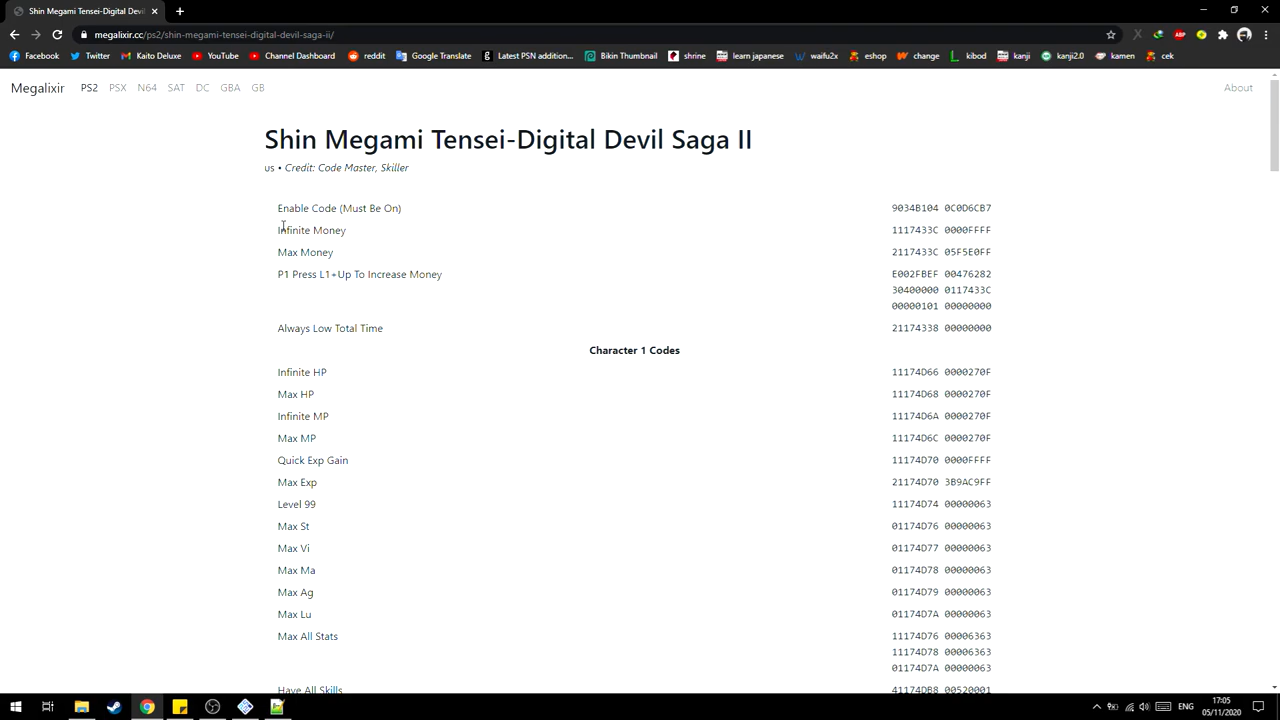 Shin Megami Tensei-Digital Devil
megalixir.cc/ps2/shin-megami-tensei-digital-devil-saga-ii/
Facebook Twitter Kaito Deluxe YouTube Channel Dashboard reddit Google Translate Latest PSN addition... Bikin Thumbnail shrine learn japanese waifu2x eshop change kibod kanji kanji2.0 kamen cek
ABP
Megalixir PS2 PSX N64 SAT DC GBA GB About
Shin Megami Tensei-Digital Devil Saga II
us • Credit: Code Master, Skiller
Enable Code (Must Be On) 9034B104 0C0D6CB7
Infinite Money 1117433C 0000FFFF
Max Money 2117433C 05F5E0FF
P1 Press L1+Up To Increase Money E002FBEF 00476282
30400000 0117433C
00000101 00000000
Always Low Total Time 21174338 00000000
Character 1 Codes
Infinite HP 11174D66 0000270F
Max HP 11174D68 0000270F
Infinite MP 11174D6A 0000270F
Max MP 11174D6C 0000270F
Quick Exp Gain 11174D70 0000FFFF
Max Exp 21174D70 3B9AC9FF
Level 99 11174D74 00000063
Max St 01174D76 00000063
Max Vi 01174D77 00000063
Max Ma 01174D78 00000063
Max Ag 01174D79 00000063
Max Lu 01174D7A 00000063
Max All Stats 11174D76 00006363
11174D78 00006363
01174D7A 00000063
Have All Skills 41174DB8 00520001
ENG 17:05
05/11/2020